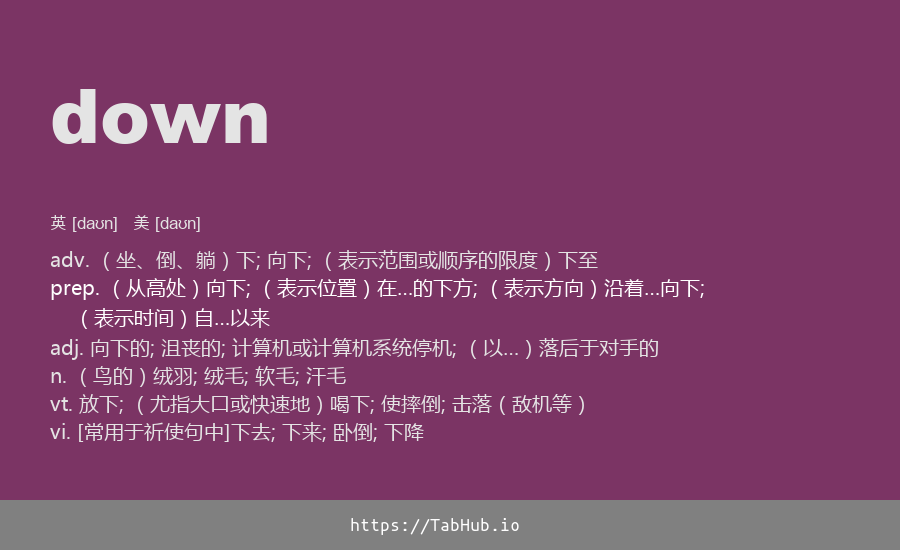 down
英 [daʊn] 美 [daʊn]
adv. （坐、倒、躺）下; 向下; （表示范围或顺序的限度）下至
prep. （从高处）向下; （表示位置）在…的下方; （表示方向）沿着…向下;
（表示时间）自…以来
adj. 向下的; 沮丧的; 计算机或计算机系统停机; （以…）落后于对手的
n. （鸟的）绒羽; 绒毛; 软毛; 汗毛
vt. 放下; （尤指大口或快速地）喝下; 使摔倒; 击落（敌机等）
vi. [常用于祈使句中]下去; 下来; 卧倒; 下降
https://TabHub.io